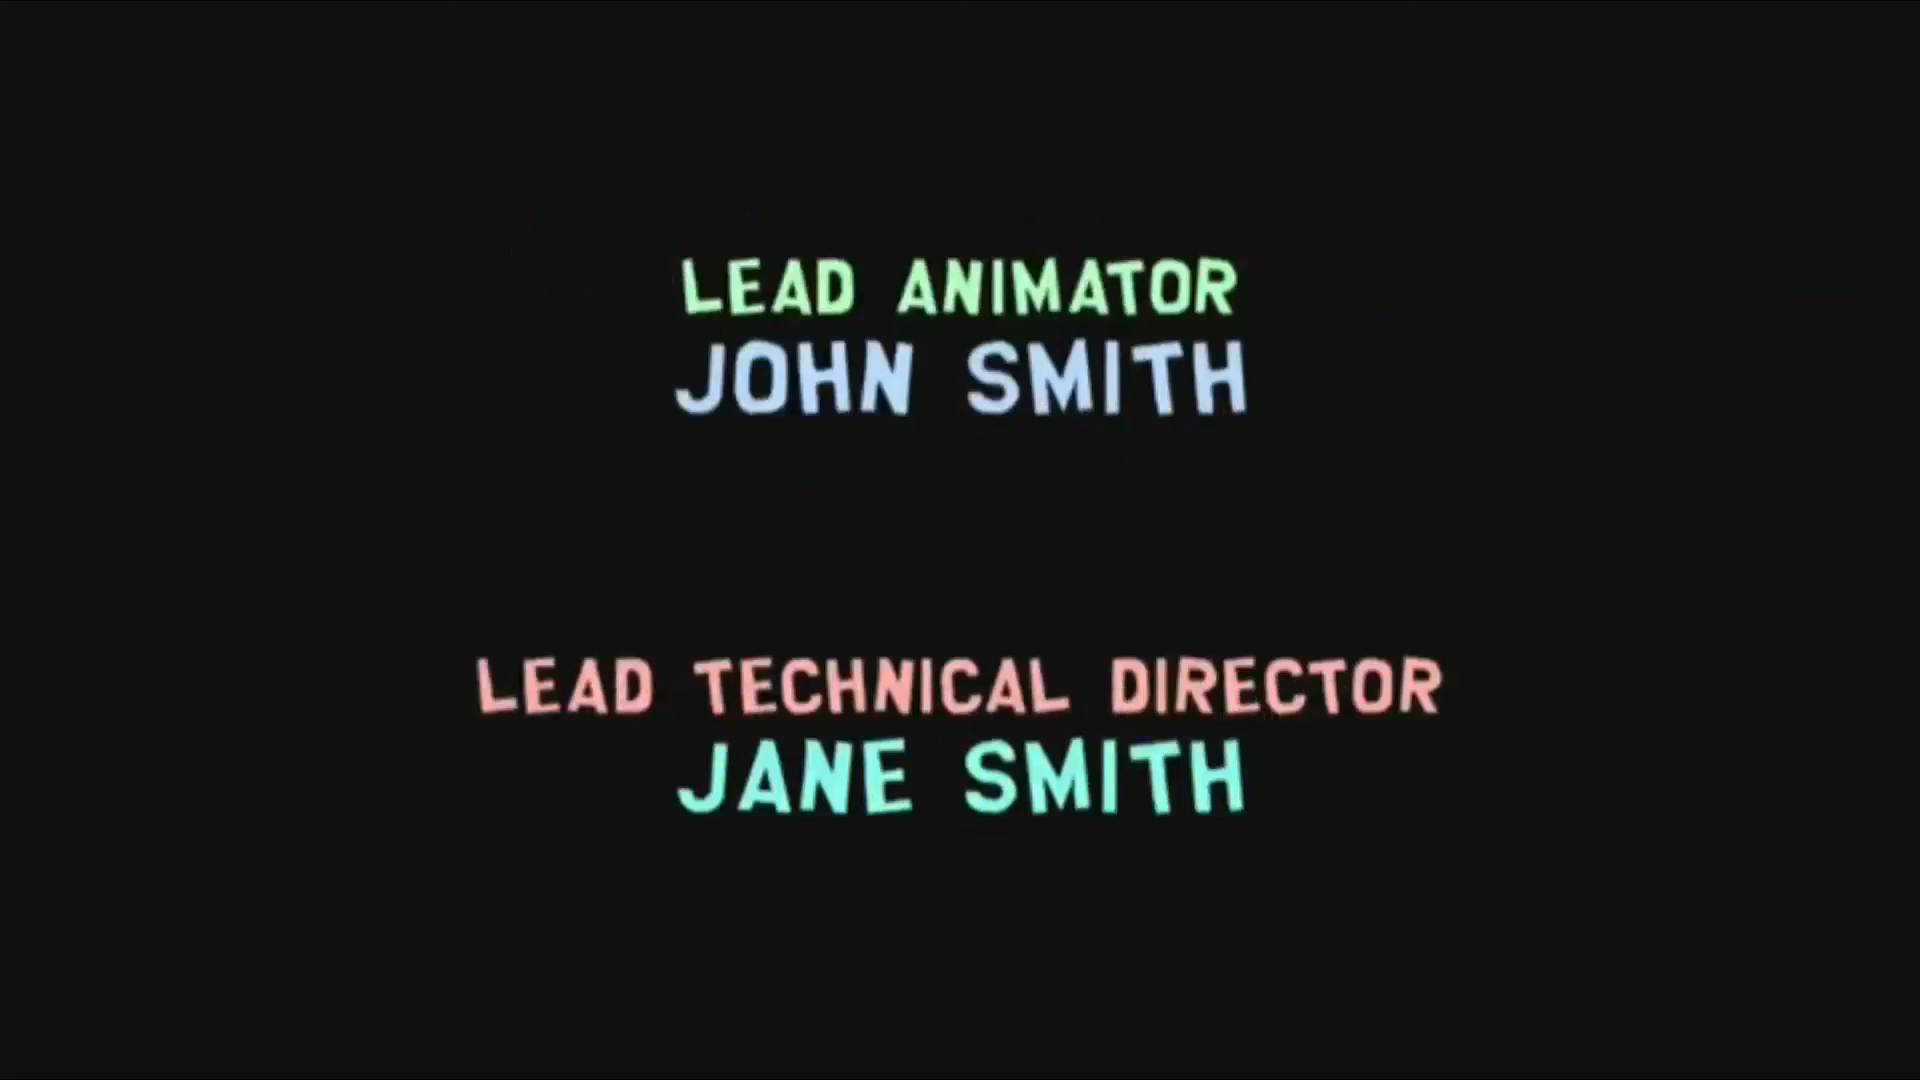 LEAD ANIMATOR
JOHN SMITH
LEAD TECHNICAL DIRECTOR
JANE SMITH